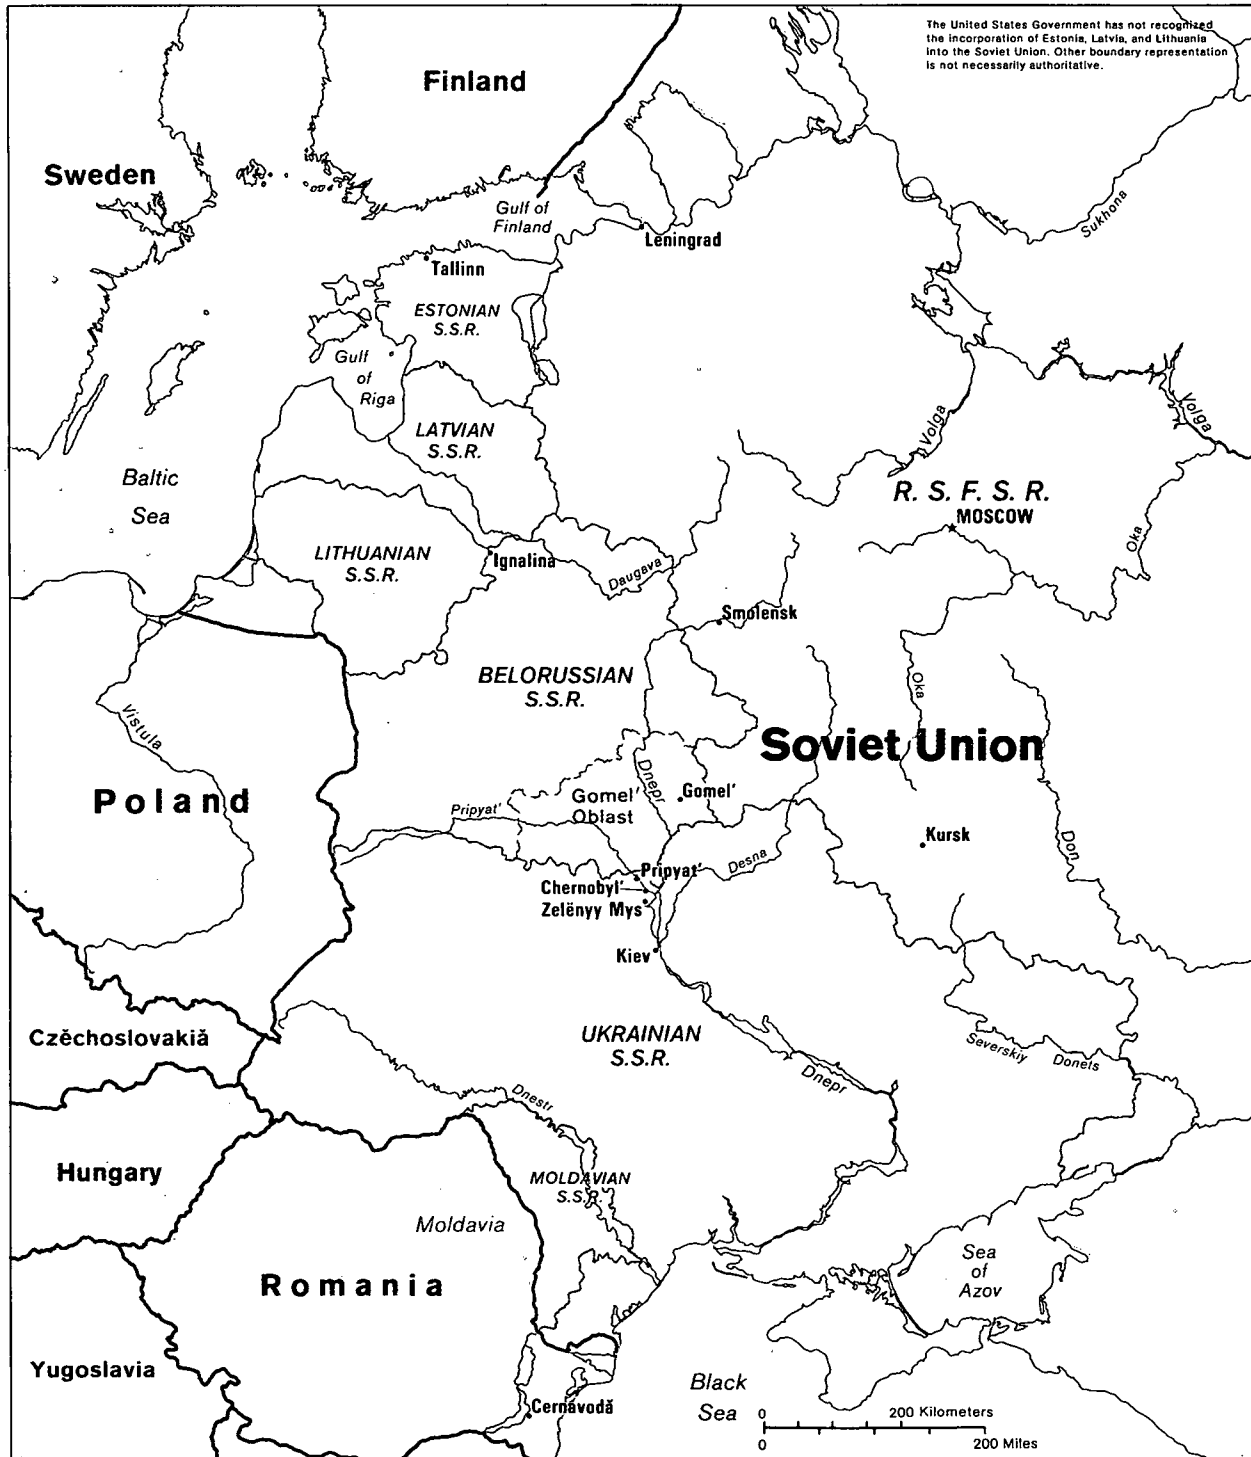 The United States Government has not recognized
the incorporation of Estonia, Latvia, and Lithuania
into the Soviet Union. Other boundary representation
is not necessarily authoritative.
Finland
Sweden
Gulf of
Finland
Leningrad
Sukhona
Tallinn
ESTONIAN
S.S.R.
Gulf
of
Riga
LATVIAN
S.S.R.
Volga
Volga
Baltic
Sea
R. S. F. S. R.
MOSCOW
Oka
LITHUANIAN
S.S.R.
Ignalina
Daugava
Smolensk
BELORUSSIAN
S.S.R.
Oka
Vistula
Soviet Union
Poland
Dnepr
Gomel'
Oblast
Gomel'
Pripyat'
Kursk
Don
Desna
Pripyat'
Chernobyl'
Zelënyy Mys
Kiev
Czĕchoslovakiă
UKRAINIAN
S.S.R.
Severskiy Donets
Dnepr
Dnestr
Hungary
MOLDAVIAN
S.S.R.
Moldavia
Sea
of
Azov
Romania
Yugoslavia
Black
Sea
Cernavodă
0 200 Kilometers
0 200 Miles